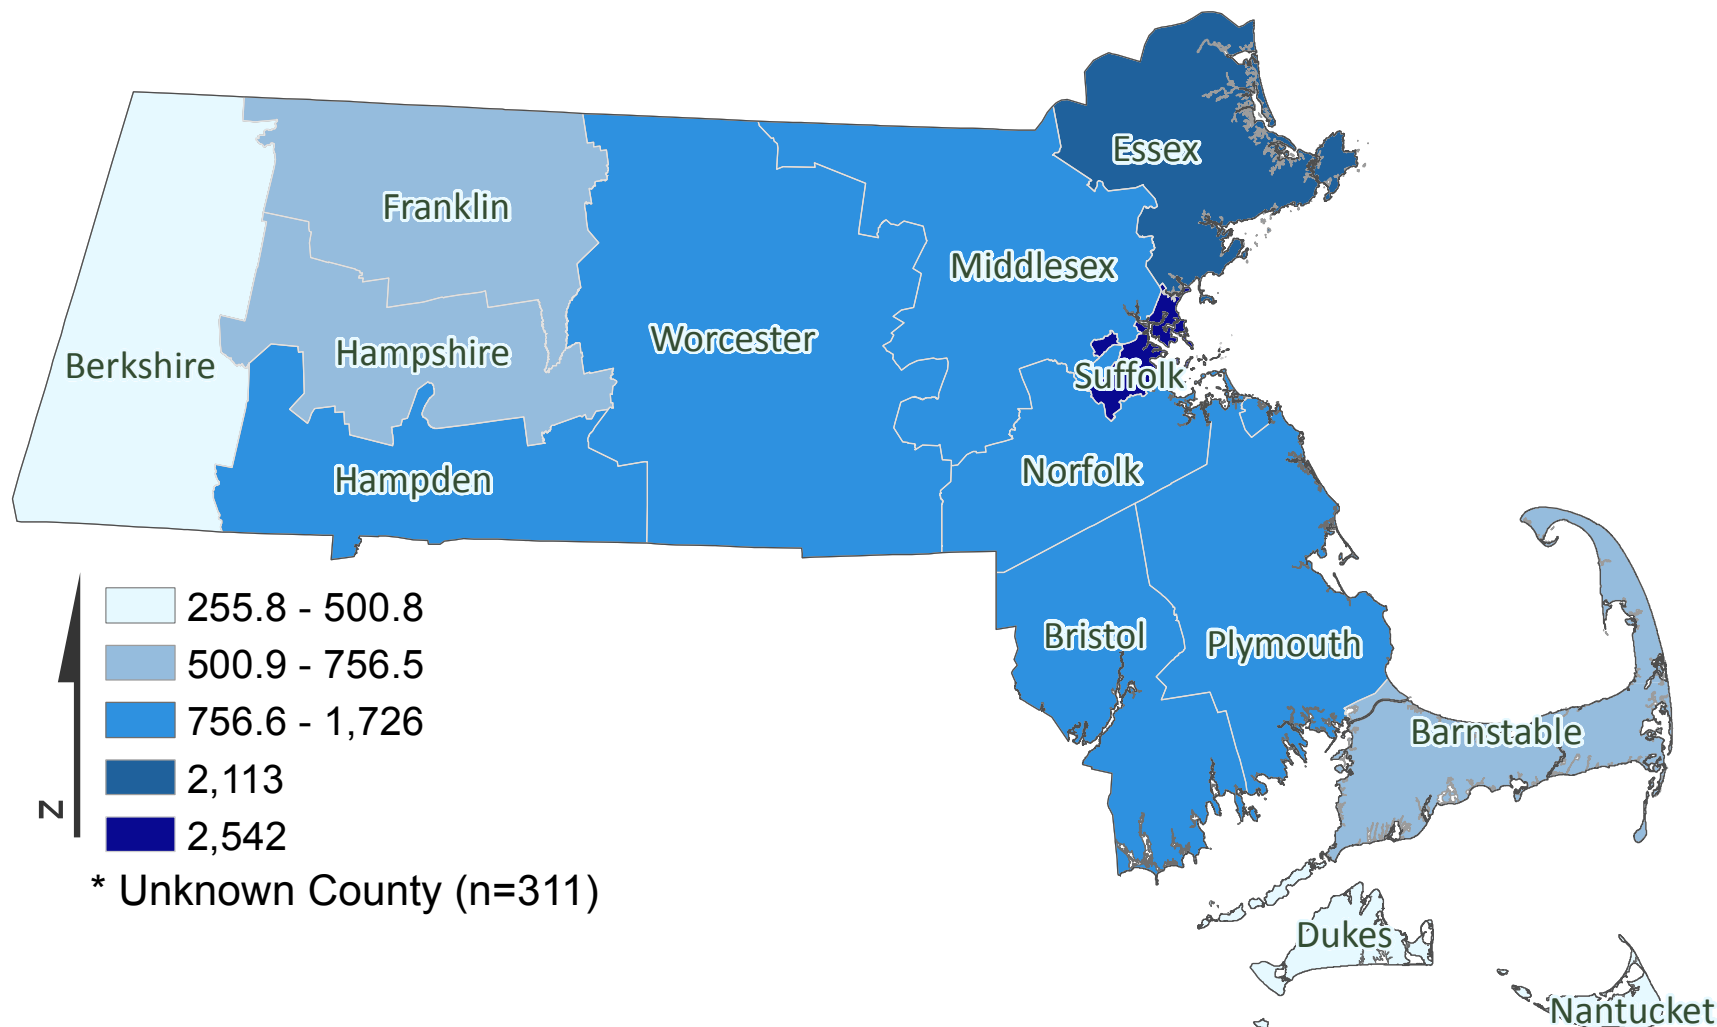 Essex
Franklin
Middlesex
Worcester
Hampshire
Berkshire
Suffolk
Norfolk
Hampden
255.8 - 500.8
500.9 - 756.5
Bristol
Plymouth
756.6 - 1,726
Barnstable
2,113
N
2,542
* Unknown County (n=311)
Dukes
Nantucket